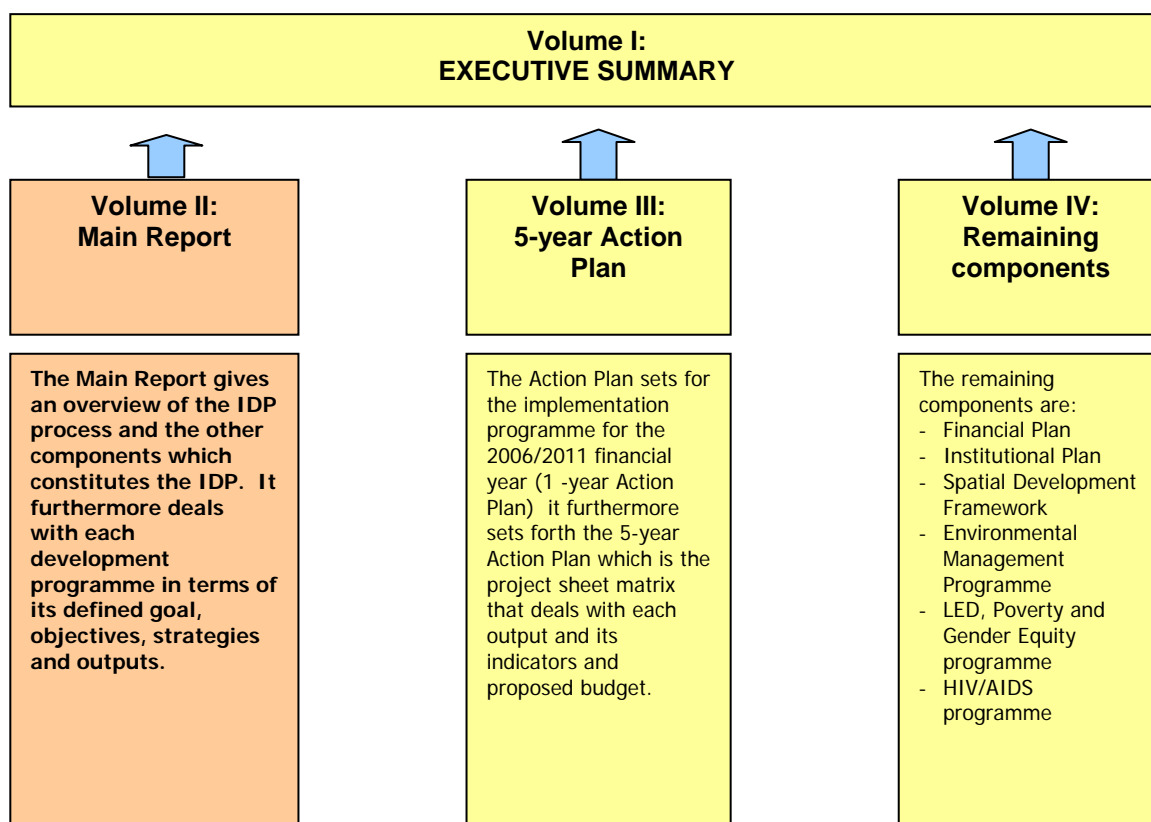 Volume I:
EXECUTIVE SUMMARY
Volume II:
Main Report
The Main Report gives
an overview of the IDP
process and the other
components which
constitutes the IDP. It
furthermore deals
with each
development
programme in terms of
its defined goal,
objectives, strategies
and outputs.
Volume III:
5-year Action
Plan
The Action Plan sets for
the implementation
programme for the
2006/2011 financial
year (1 -year Action
Plan) it furthermore
sets forth the 5-year
Action Plan which is the
project sheet matrix
that deals with each
output and its
indicators and
proposed budget.
Volume IV:
Remaining
components
The remaining
components are:
- Financial Plan
- Institutional Plan
- Spatial Development
Framework
- Environmental
Management
Programme
- LED, Poverty and
Gender Equity
programme
- HIV/AIDS
programme